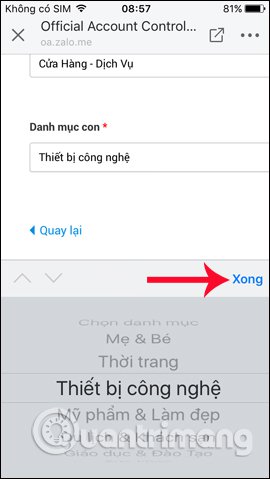 Không có SIM 08:57 81%
Official Account Control...
oa.zalo.me
Cửa Hàng - Dịch Vụ
Danh mục con *
Thiết bị công nghệ
Quay lại
Xong
Chọn danh mục
Mẹ & Bé
Thời trang
Thiết bị công nghệ
Mỹ phẩm & Làm đẹp
Du lịch & Khách sạn
Giáo dục & Đào Tạo
Quantrimang